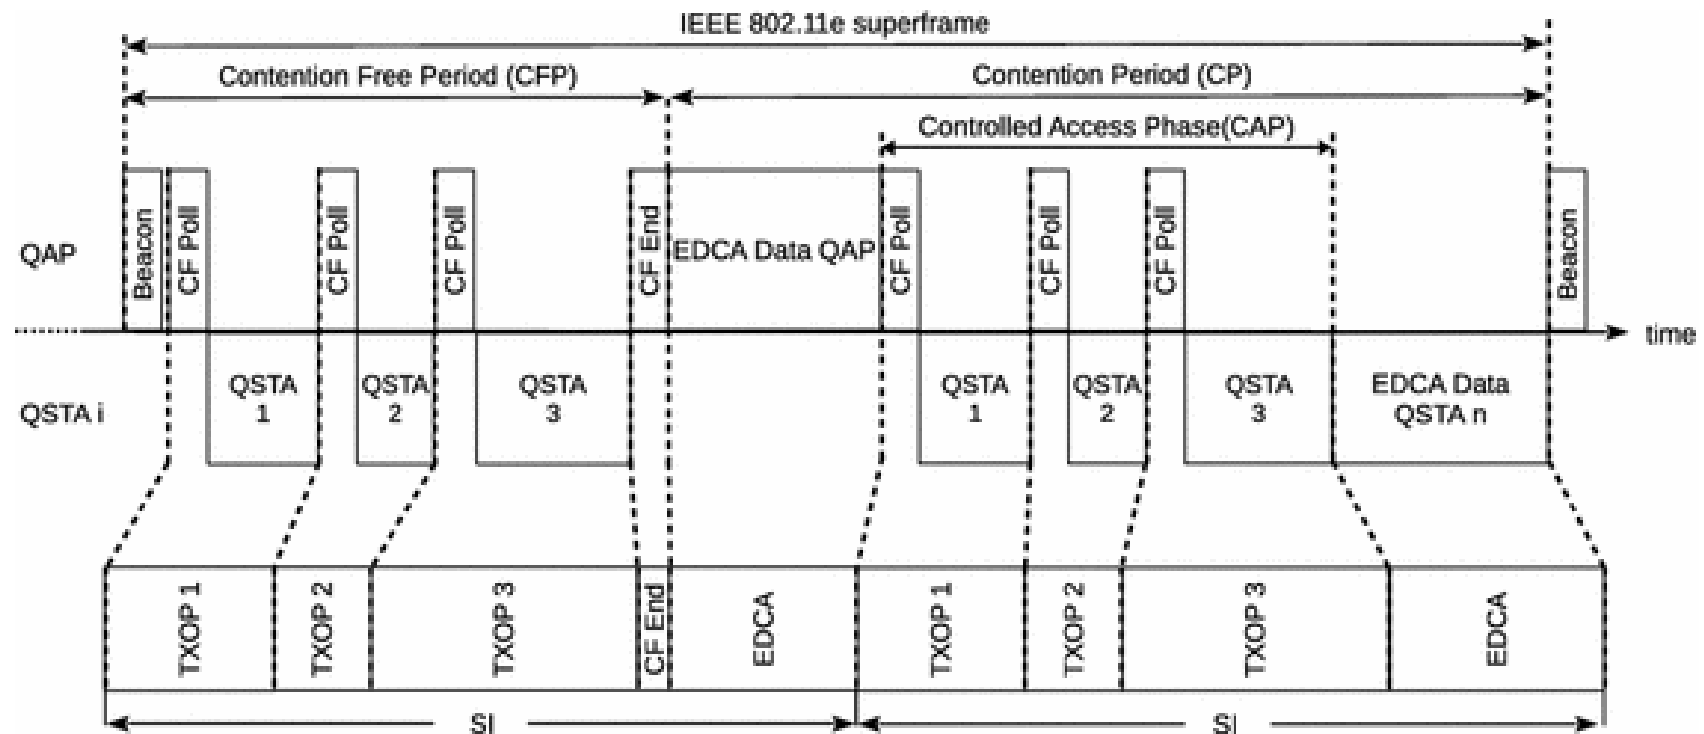 IEEE 802.11e superframe
Contention Free Period (CFP)
Contention Period (CP)
Controlled Access Phase(CAP)
QAP
Beacon
CF Poll
CF Poll
CF Poll
CF End
EDCA Data QAP
CF Poll
CF Poll
CF Poll
Beacon
time
QSTA i
QSTA
1
QSTA
2
QSTA
3
QSTA
1
QSTA
2
QSTA
3
EDCA Data
QSTA n
TXOP 1
TXOP 2
TXOP 3
CF End
EDCA
TXOP 1
TXOP 2
TXOP 3
EDCA
SI
SI